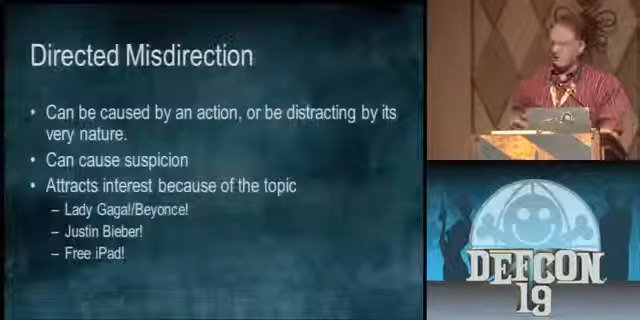 Directed Misdirection
• Can be caused by an action, or be distracting by its
very nature.
• Can cause suspicion
• Attracts interest because of the topic
– Lady Gaga!/Beyonce!
– Justin Bieber!
– Free iPad!
DEFCON
19